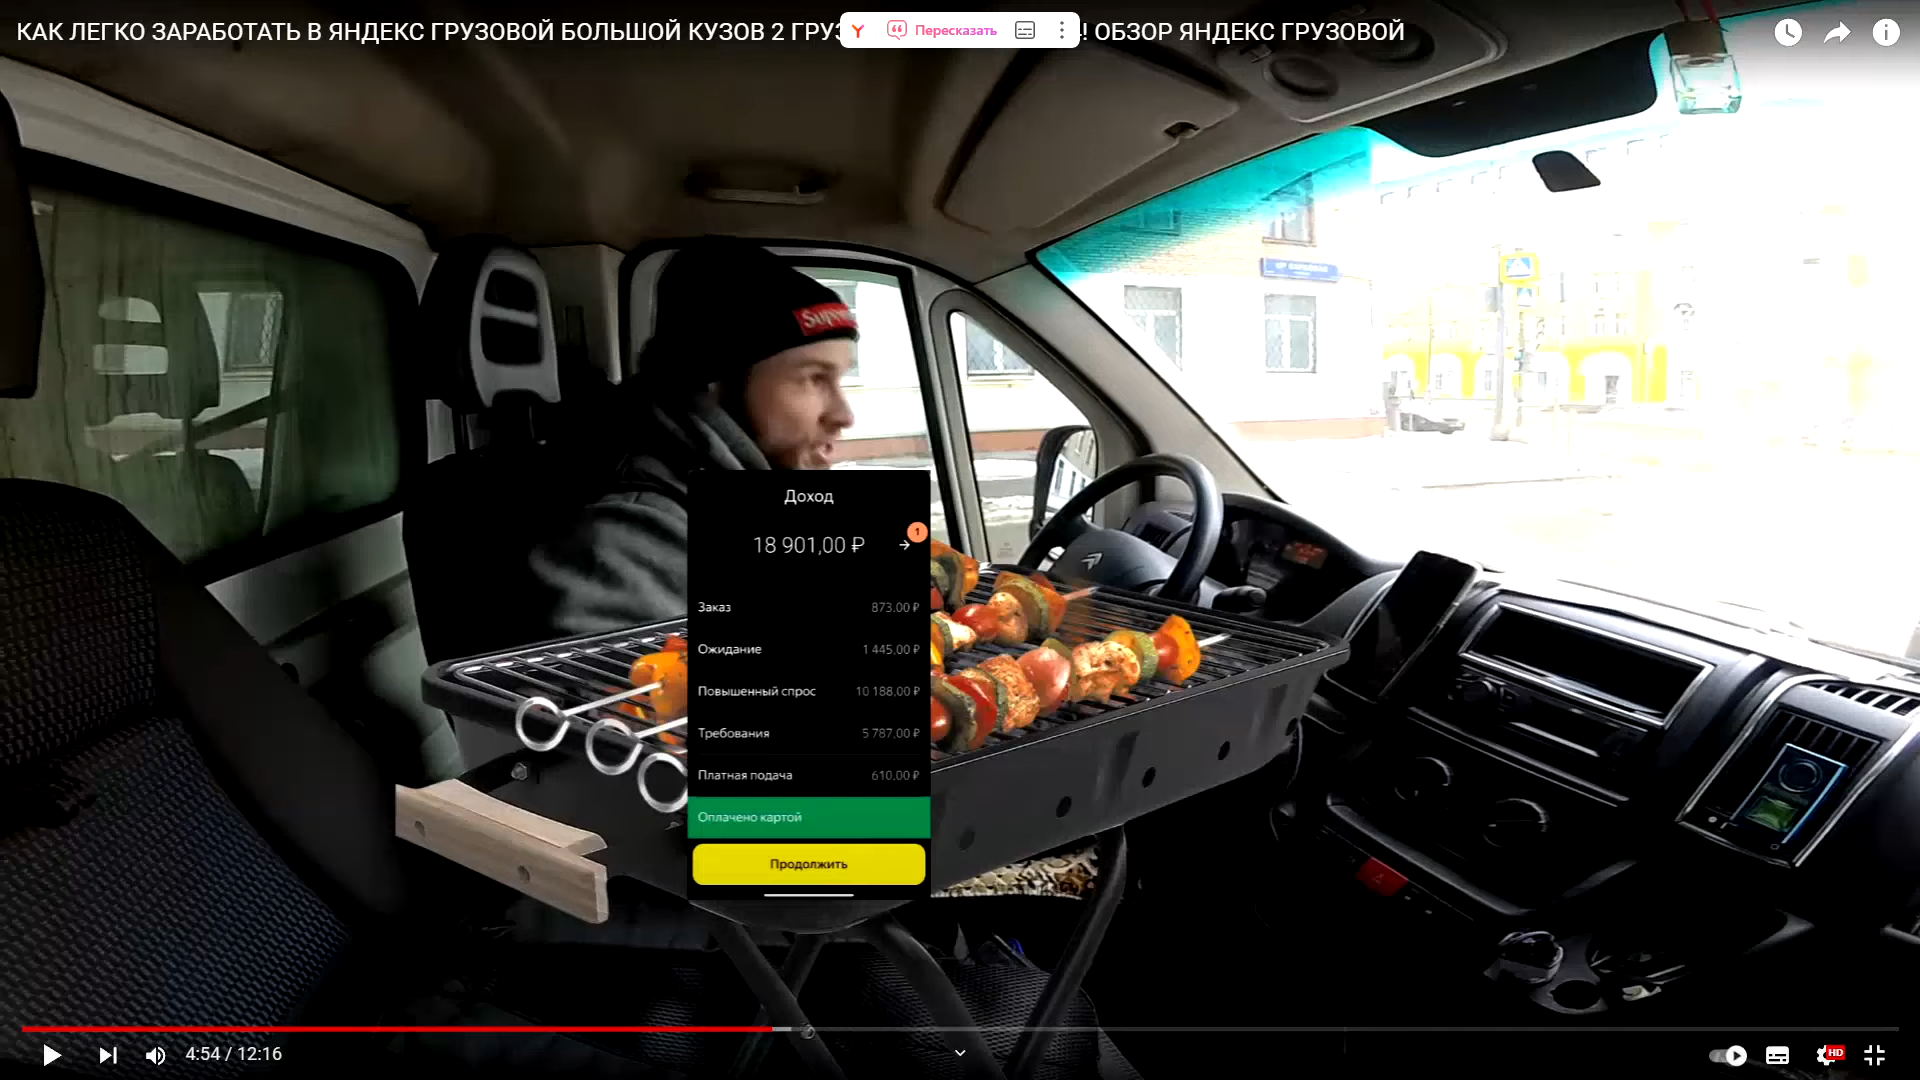 КАК ЛЕГКО ЗАРАБОТАТЬ В ЯНДЕКС ГРУЗОВОЙ БОЛЬШОЙ КУЗОВ 2 ! ОБЗОР ЯНДЕКС ГРУЗОВОЙ
Y Пересказать
Доход
1
18 901,00 ₽ →
Заказ 873.00 ₽
Ожидание 1 445.00 ₽
Повышенный спрос 10 188.00 ₽
Требования 5 787.00 ₽
Платная подача 610.00 ₽
Оплачено картой
Продолжить
4:54 / 12:16
HD